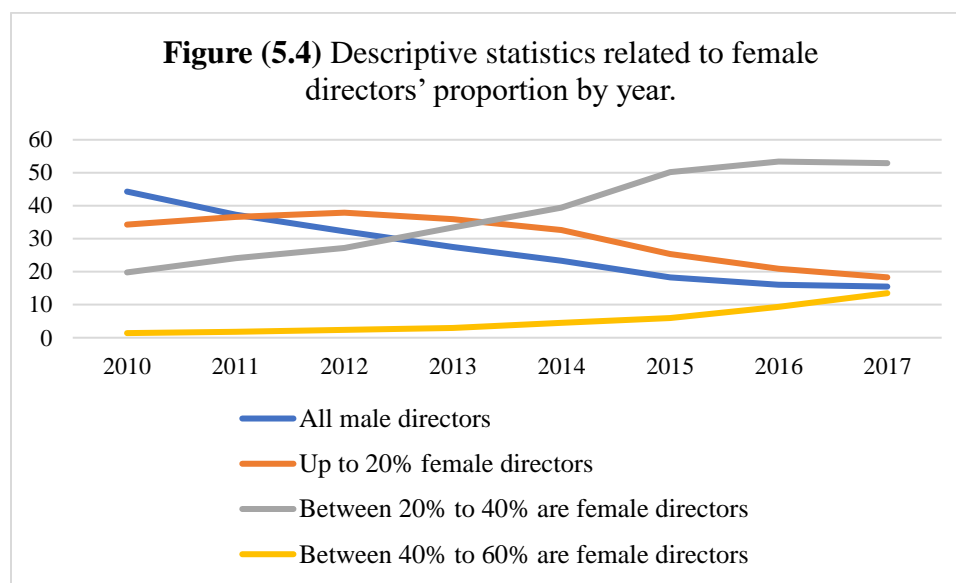 Figure (5.4) Descriptive statistics related to female
directors’ proportion by year.
60
50
40
30
20
10
0
2010 2011 2012 2013 2014 2015 2016 2017
All male directors
Up to 20% female directors
Between 20% to 40% are female directors
Between 40% to 60% are female directors